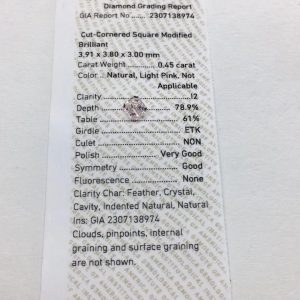 Diamond Grading Report
GIA Report No ....... 2307138974
Cut-Cornered Square Modified
Brilliant
3.91 x 3.80 x 3.00 mm
Carat Weight ........ 0.45 carat
Color .. Natural, Light Pink, Not
Applicable
Clarity ........ I2
Depth ........ 78.9%
Table ........ 61%
Girdle ........ ETK
Culet ........ NON
Polish ........ Very Good
Symmetry ........ Good
Fluorescence ........ None
Clarity Char: Feather, Crystal,
Cavity, Indented Natural, Natural
Ins: GIA 2307138974
Clouds, pinpoints, internal
graining and surface graining
are not shown.